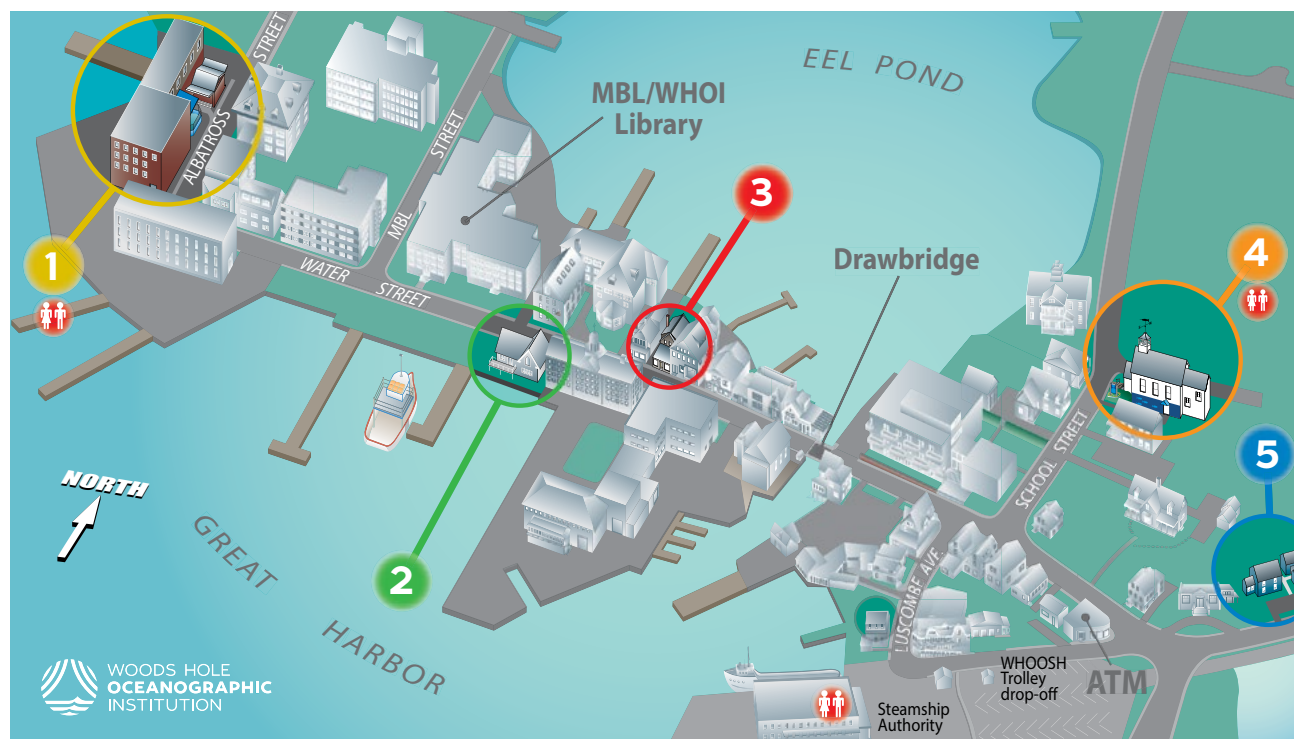 EEL POND
MBL/WHOI
Library
STREET
ALBATROSS
STREET
MBL
3
1
WATER
STREET
Drawbridge
4
5
SCHOOL STREET
NORTH
GREAT
HARBOR
2
LUSCOMBE AVE.
WHOOSH
Trolley
drop-off
ATM
Steamship
Authority
WOODS HOLE
OCEANOGRAPHIC
INSTITUTION